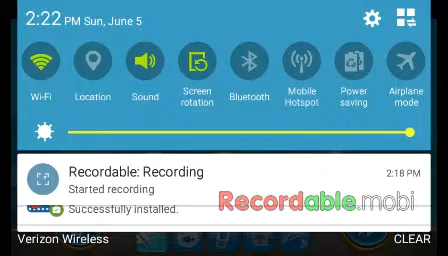 2:22 PM Sun, June 5
Wi-Fi
Location
Sound
Screen rotation
Bluetooth
Mobile Hotspot
Power saving
Airplane mode
Recordable: Recording
2:18 PM
Started recording
Successfully installed.
Recordable.mobi
Verizon Wireless
CLEAR